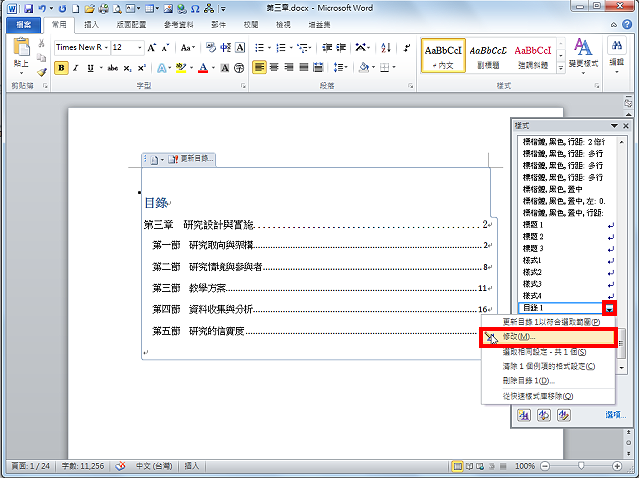 第三章.docx - Microsoft Word
檔案 常用 插入 版面配置 參考資料 郵件 校閱 檢視 增益集
Times New R 12
貼上
B I U abc x₂ x²
AaBbCcI AaBbCcI AaBbCcI
內文 副標題 強調斜體 變更樣式 編輯
剪貼簿 字型 段落 樣式
樣式
標楷體, 黑色, 行距: 2 倍行
標楷體, 黑色, 行距: 多行
標楷體, 黑色, 行距: 多行
標楷體, 黑色, 行距: 多行
標楷體, 黑色, 置中
標楷體, 黑色, 置中, 左: 0.
標楷體, 黑色, 置中, 行距:
標題 1
標題 2
標題 3
樣式1
樣式2
樣式3
樣式4
目錄 1
更新目錄 1以符合選取範圍(P)
修改(M)...
選取相同設定 - 共 1 個(S)
清除 1 個例項的格式設定(C)
刪除目錄 1(D)...
從快速樣式庫移除(Q)
選項...
更新目錄...
目錄
第三章 研究設計與實施 2
第一節 研究取向與架構 2
第二節 研究情境與參與者 8
第三節 教學方案 11
第四節 資料收集與分析 16
第五節 研究的信實度
頁面: 1 / 24 字數: 11,256 中文 (台灣) 插入 100%